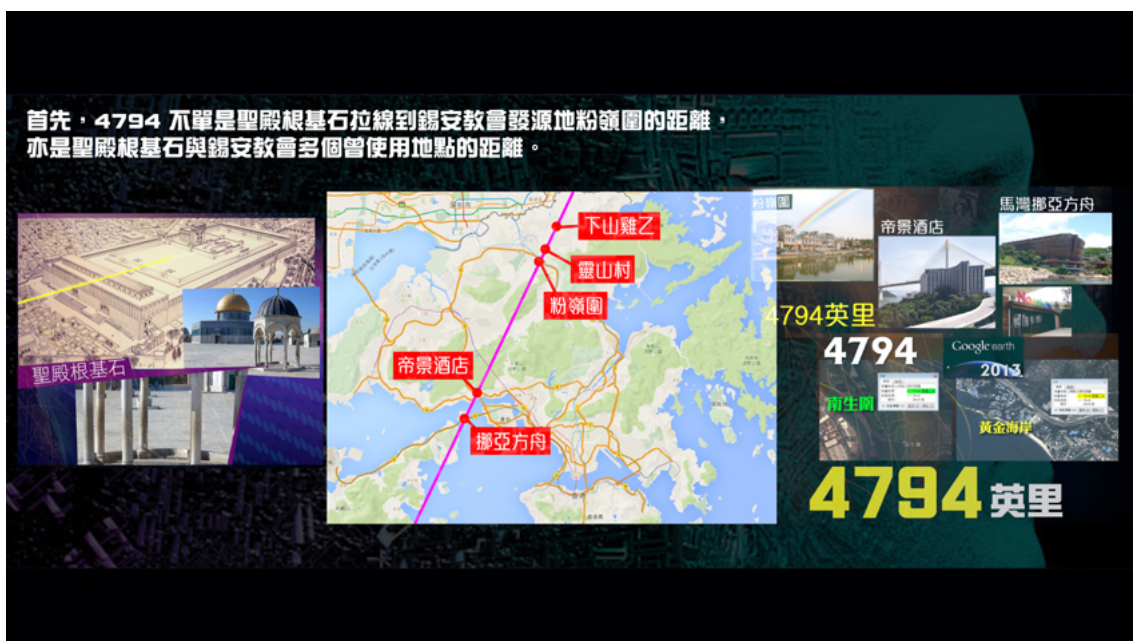 首先，4794 不單是聖殿根基石拉線到錫安教會發源地粉嶺圍的距離，
亦是聖殿根基石與錫安教會多個曾使用地點的距離。
聖殿根基石
下山雞乙
靈山村
粉嶺圍
帝景酒店
挪亞方舟
帝景酒店
馬灣挪亞方舟
4794英里
4794
南生圍
Google earth
2013
黃金海岸
4794英里